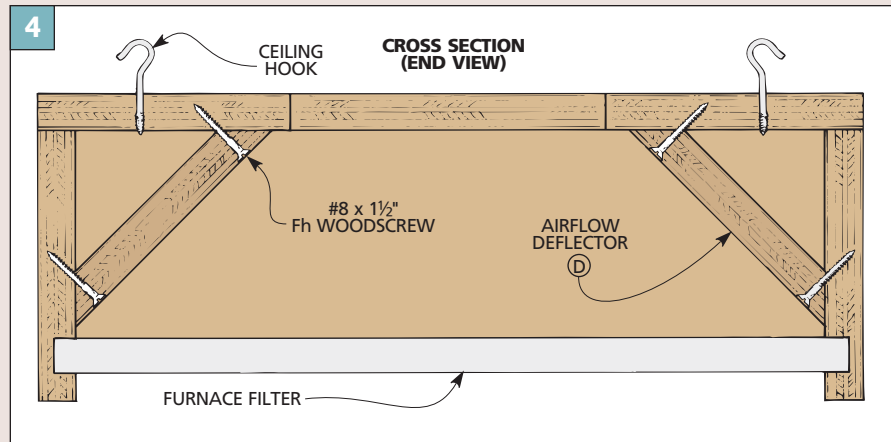 4
CEILING
HOOK
CROSS SECTION
(END VIEW)
#8 x 1½"
Fh WOODSCREW
AIRFLOW
DEFLECTOR
D
FURNACE FILTER